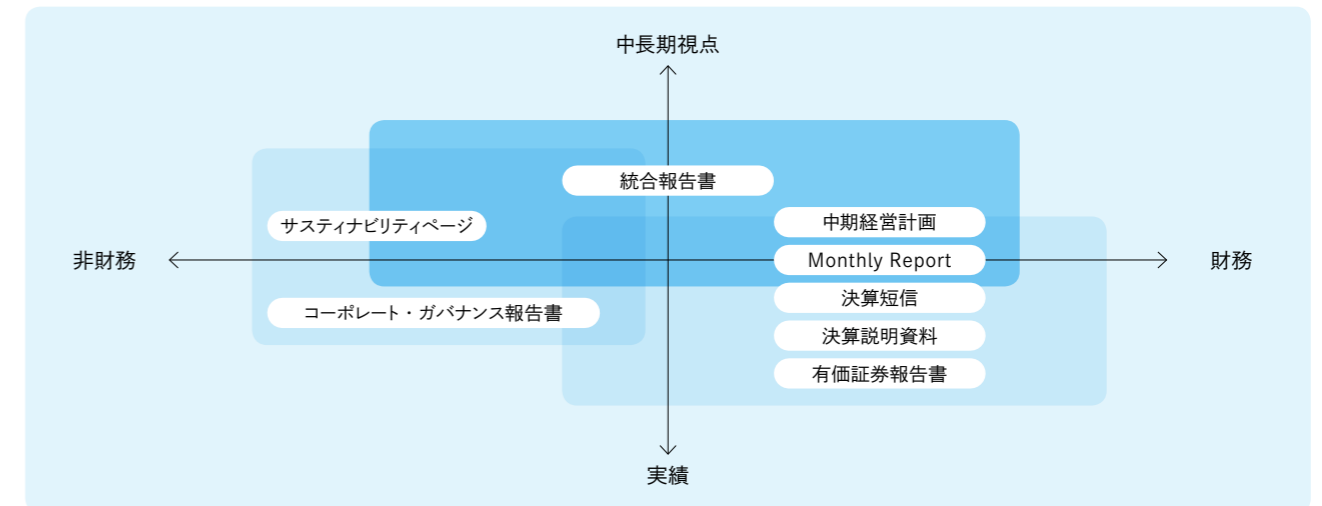 中長期視点
統合報告書
サスティナビリティページ
中期経営計画
非財務
Monthly Report
財務
決算短信
コーポレート・ガバナンス報告書
決算説明資料
有価証券報告書
実績